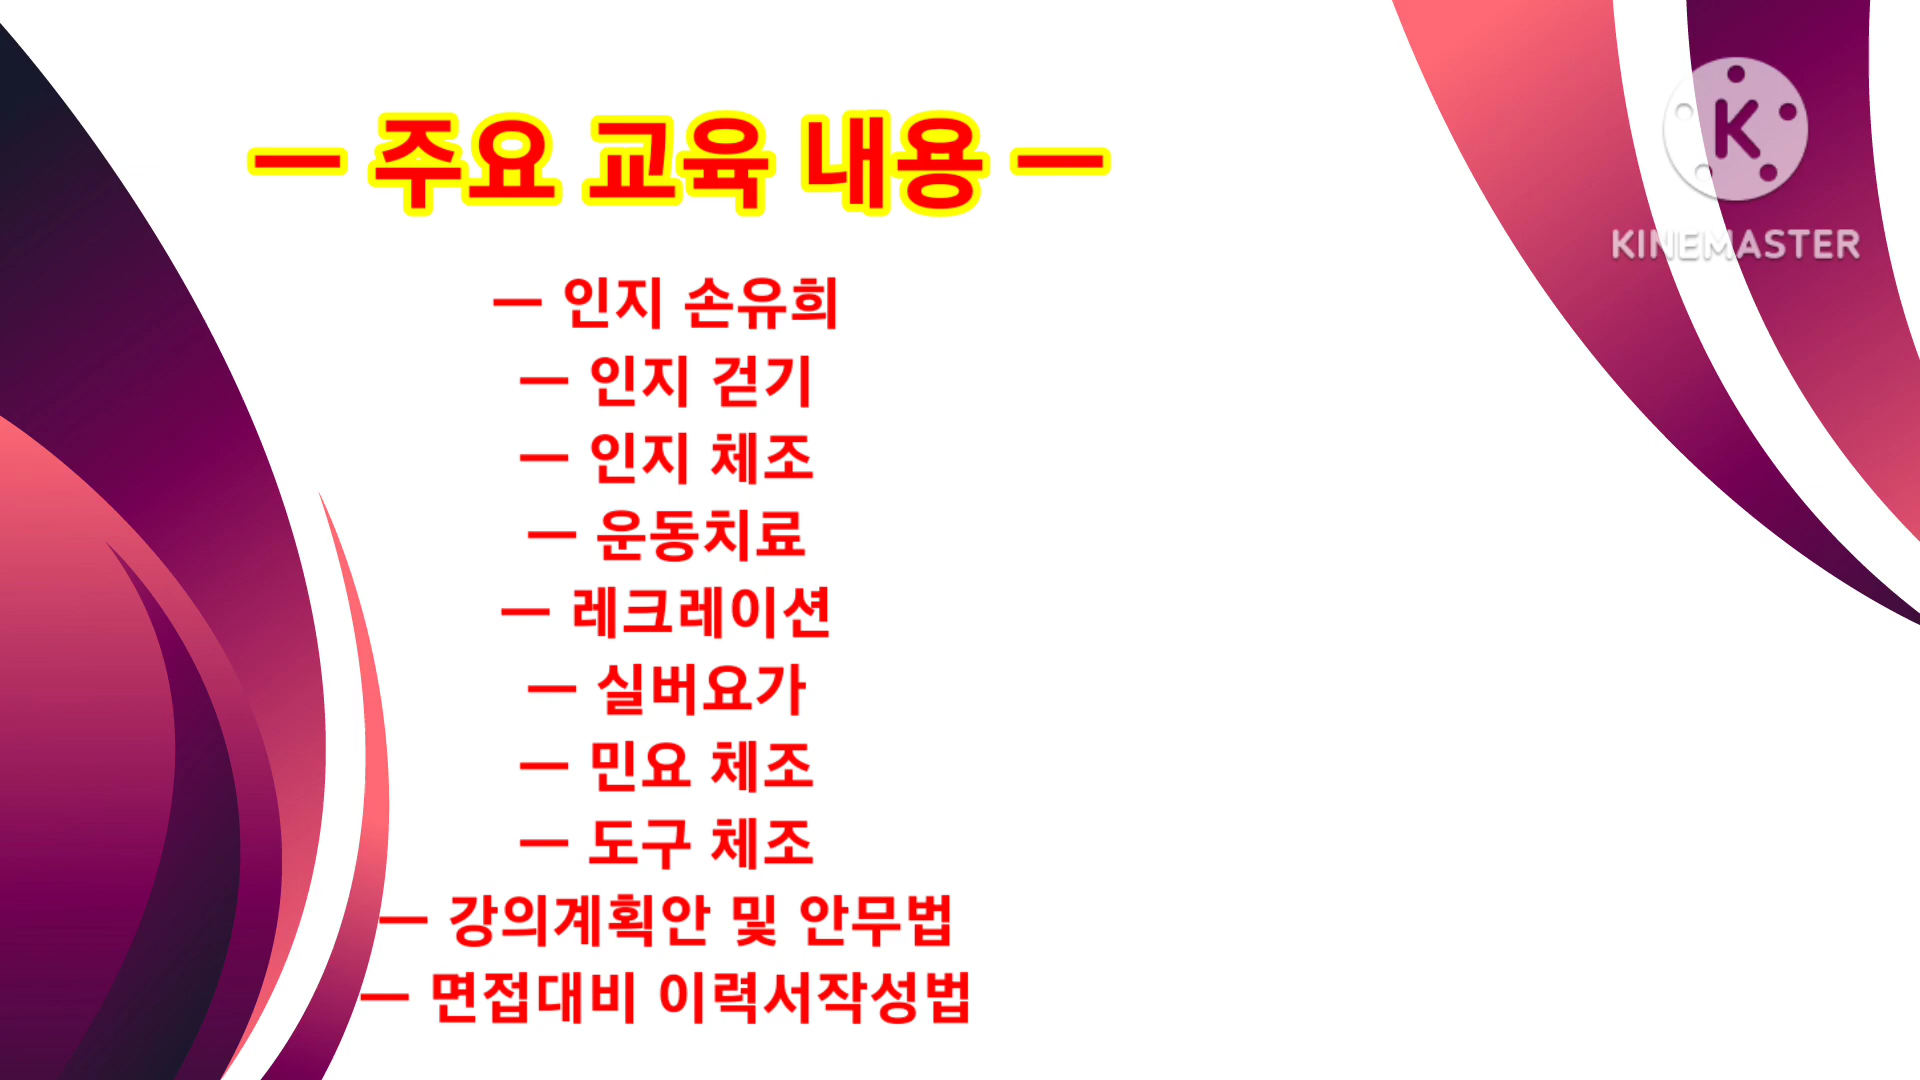 ㅡ 주요 교육 내용 ㅡ
K
KINEMASTER
ㅡ 인지 손유희
ㅡ 인지 걷기
ㅡ 인지 체조
ㅡ 운동치료
ㅡ 레크레이션
ㅡ 실버요가
ㅡ 민요 체조
ㅡ 도구 체조
ㅡ 강의계획안 및 안무법
ㅡ 면접대비 이력서작성법